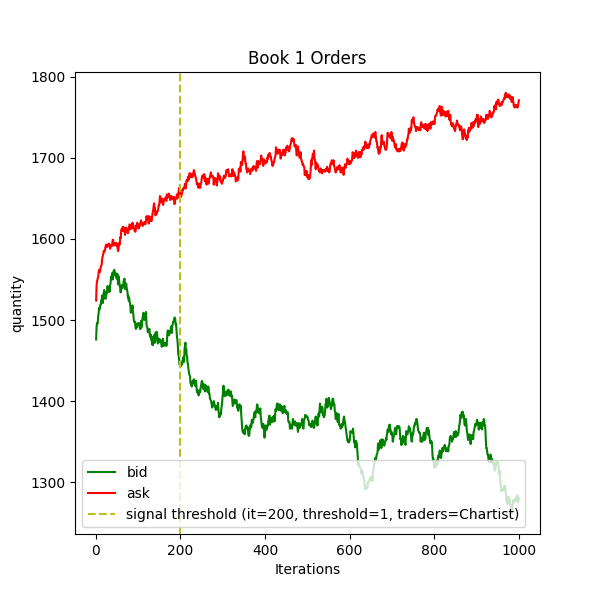 Book 1 Orders
1800
1700
1600
1500
1400
1300
quantity
bid
ask
signal threshold (it=200, threshold=1, traders=Chartist)
0
200
400
600
800
1000
Iterations